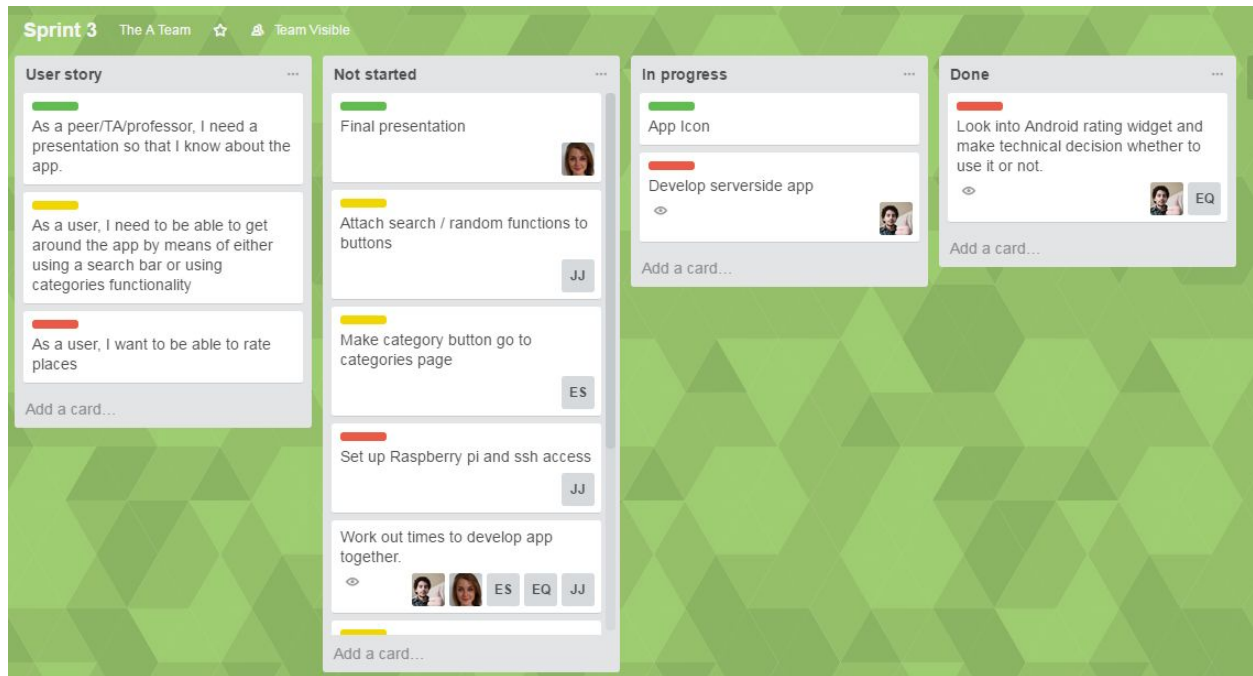 Sprint 3 The A Team Team Visible
User story ...
As a peer/TA/professor, I need a
presentation so that I know about the
app.
As a user, I need to be able to get
around the app by means of either
using a search bar or using
categories functionality
As a user, I want to be able to rate
places
Add a card...
Not started ...
Final presentation
Attach search / random functions to
buttons
JJ
Make category button go to
categories page
ES
Set up Raspberry pi and ssh access
JJ
Work out times to develop app
together.
ES EQ JJ
Add a card...
In progress ...
App Icon
Develop serverside app
Add a card...
Done ...
Look into Android rating widget and
make technical decision whether to
use it or not.
EQ
Add a card...